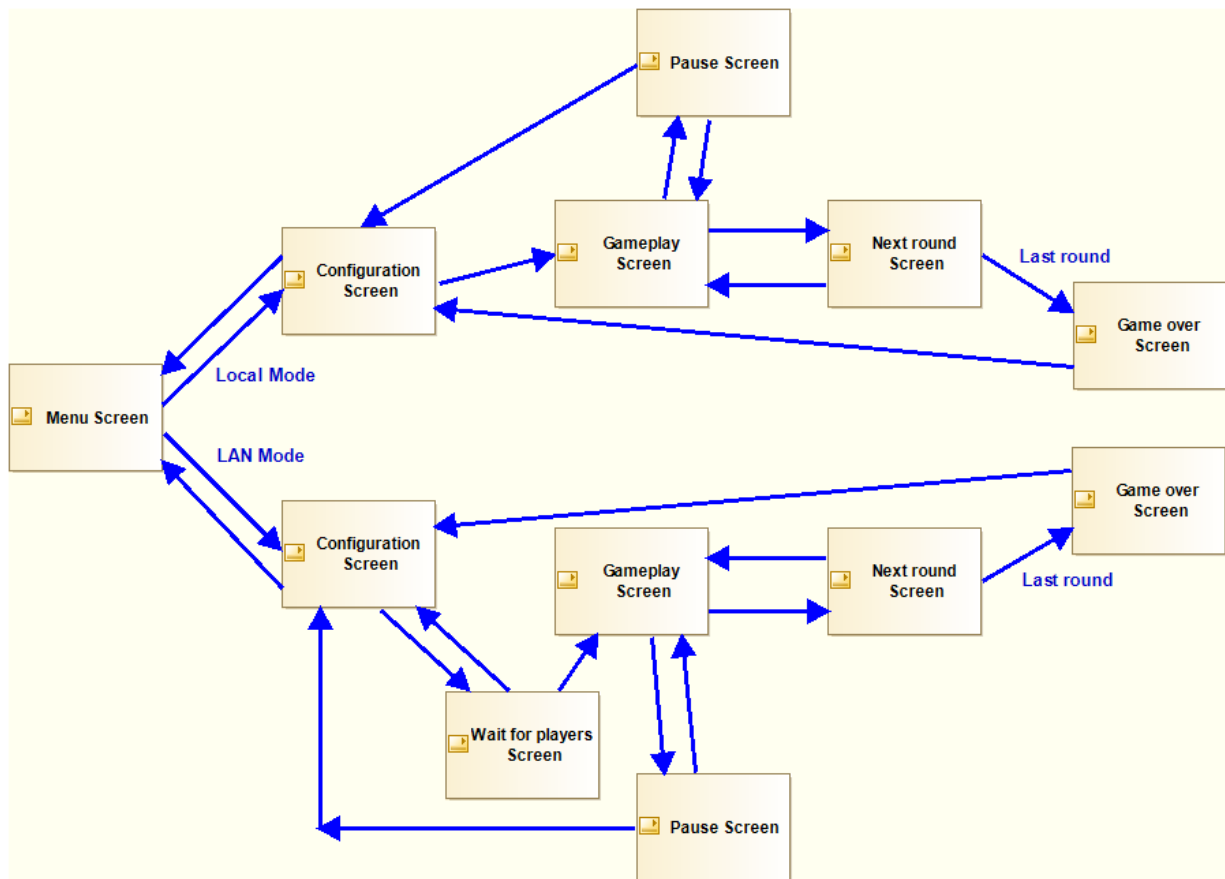 Pause Screen
Gameplay
Screen
Next round
Screen
Last round
Configuration
Screen
Game over
Screen
Local Mode
Menu Screen
LAN Mode
Game over
Screen
Configuration
Screen
Gameplay
Screen
Next round
Screen
Last round
Wait for players
Screen
Pause Screen